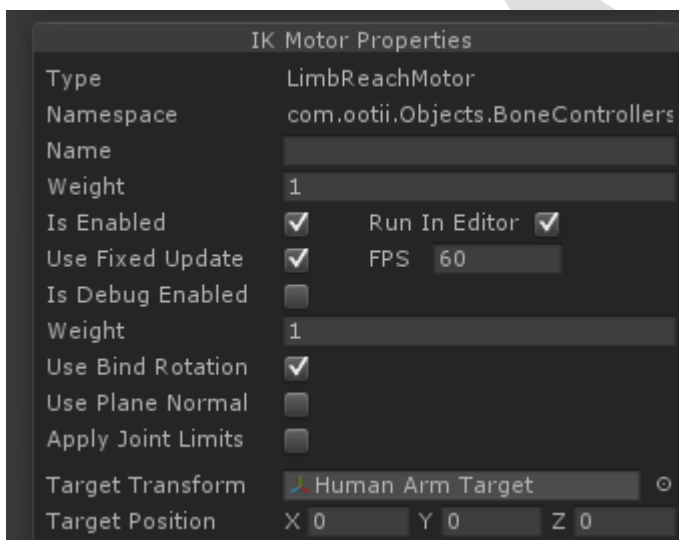 IK Motor Properties
Type LimbReachMotor
Namespace com.ootii.Objects.BoneControllers
Name
Weight 1
Is Enabled Run In Editor
Use Fixed Update FPS 60
Is Debug Enabled
Weight 1
Use Bind Rotation
Use Plane Normal
Apply Joint Limits
Target Transform Human Arm Target
Target Position X 0 Y 0 Z 0